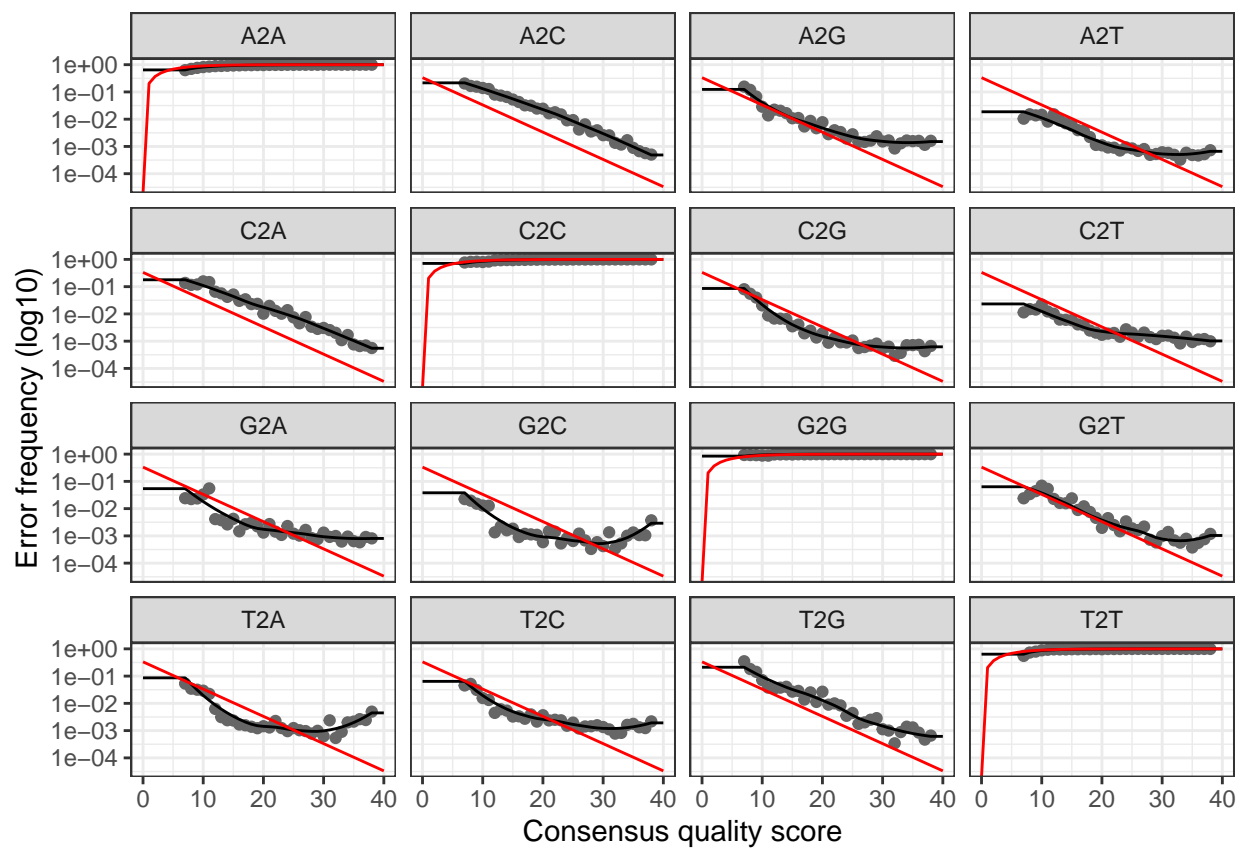 A2A A2C A2G A2T
1e+00
1e−01
1e−02
1e−03
1e−04
C2A C2C C2G C2T
1e+00
1e−01
1e−02
1e−03
1e−04
Error frequency (log10)
G2A G2C G2G G2T
1e+00
1e−01
1e−02
1e−03
1e−04
T2A T2C T2G T2T
1e+00
1e−01
1e−02
1e−03
1e−04
0 10 20 30 40 0 10 20 30 40 0 10 20 30 40 0 10 20 30 40
Consensus quality score